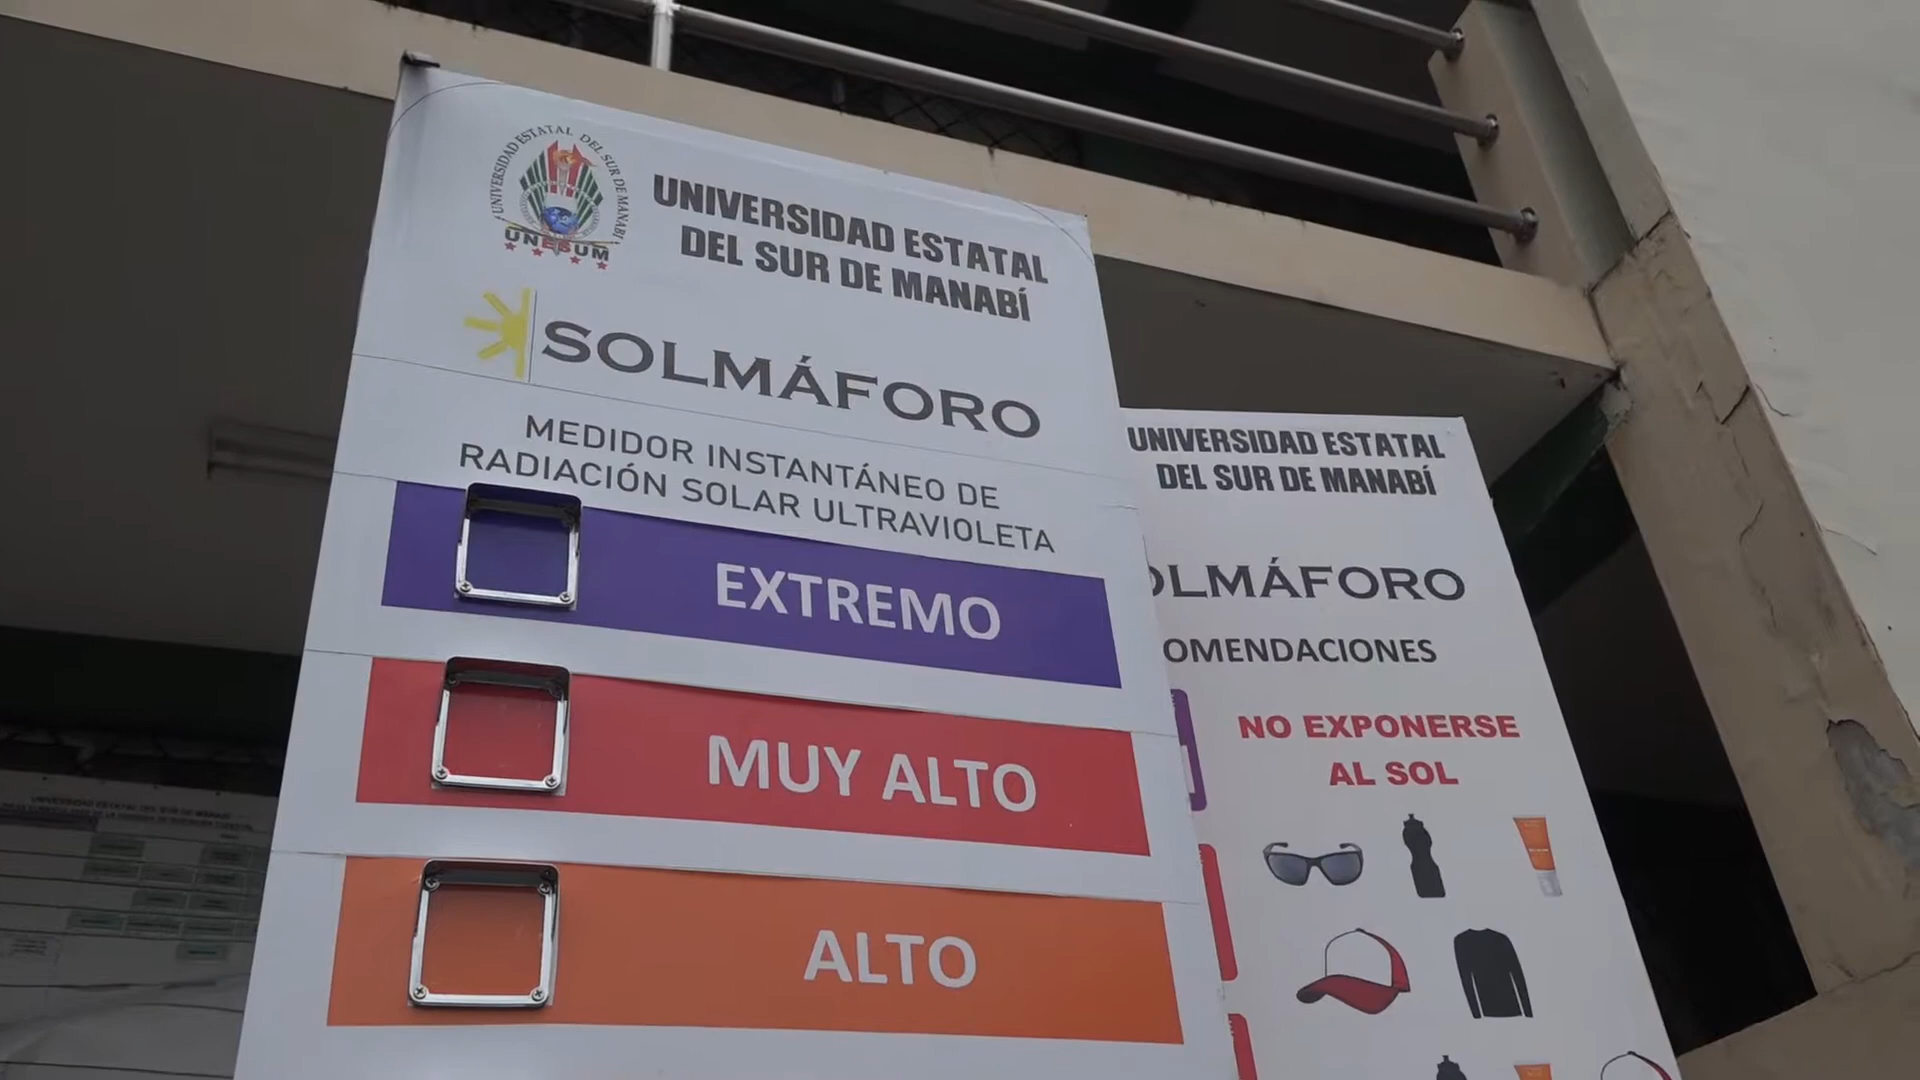 UNIVERSIDAD ESTATAL DEL SUR DE MANABÍ
UNESUM
UNIVERSIDAD ESTATAL
DEL SUR DE MANABÍ
SOLMÁFORO
MEDIDOR INSTANTÁNEO DE
RADIACIÓN SOLAR ULTRAVIOLETA
EXTREMO
MUY ALTO
ALTO
UNIVERSIDAD ESTATAL
DEL SUR DE MANABÍ
OLMÁFORO
OMENDACIONES
NO EXPONERSE
AL SOL